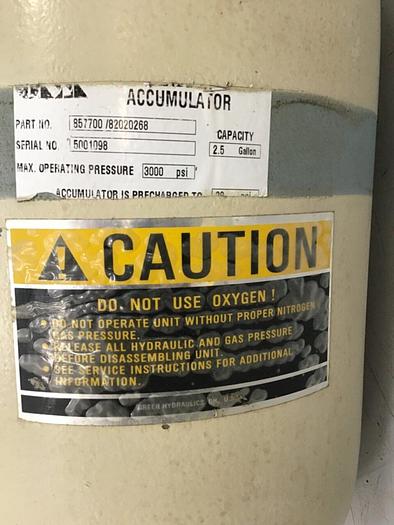 ACCUMULATOR
PART NO. 857700 /82020268
CAPACITY
SERIAL NO. 5001098
2.5 Gallon
MAX. OPERATING PRESSURE 3000 psi
ACCUMULATOR IS PRECHARGED TO
CAUTION
DO NOT USE OXYGEN!
• DO NOT OPERATE UNIT WITHOUT PROPER NITROGEN
GAS PRESSURE.
• RELEASE ALL HYDRAULIC AND GAS PRESSURE
BEFORE DISASSEMBLING UNIT.
• SEE SERVICE INSTRUCTIONS FOR ADDITIONAL
INFORMATION.
HYDRAULICS,